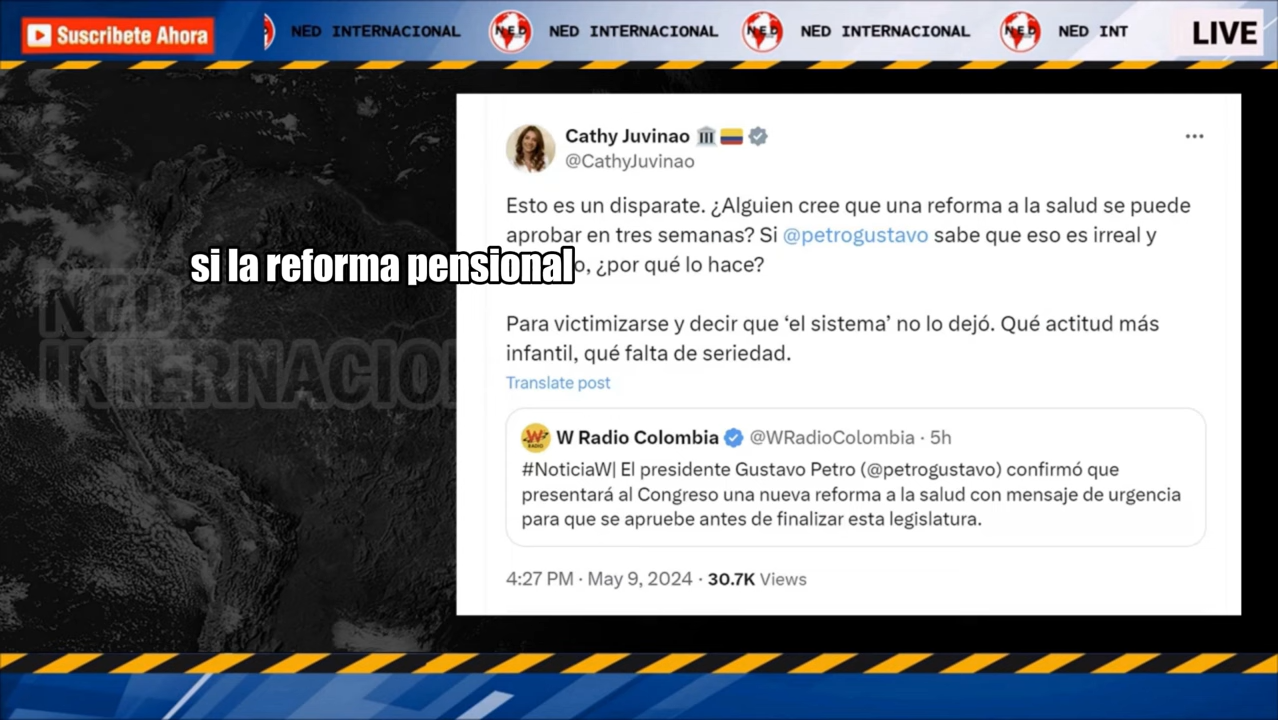 Suscribete Ahora
NED INTERNACIONAL
NED
NED INTERNACIONAL
NED
NED INTERNACIONAL
NED
NED INT
LIVE
Cathy Juvinao
@CathyJuvinao
Esto es un disparate. ¿Alguien cree que una reforma a la salud se puede
aprobar en tres semanas? Si @petrogustavo sabe que eso es irreal y
si la reforma pensional
o, ¿por qué lo hace?
Para victimizarse y decir que ‘el sistema’ no lo dejó. Qué actitud más
infantil, qué falta de seriedad.
Translate post
NED
INTERNACIO
W Radio Colombia @WRadioColombia · 5h
#NoticiaW| El presidente Gustavo Petro (@petrogustavo) confirmó que
presentará al Congreso una nueva reforma a la salud con mensaje de urgencia
para que se apruebe antes de finalizar esta legislatura.
4:27 PM · May 9, 2024 · 30.7K Views